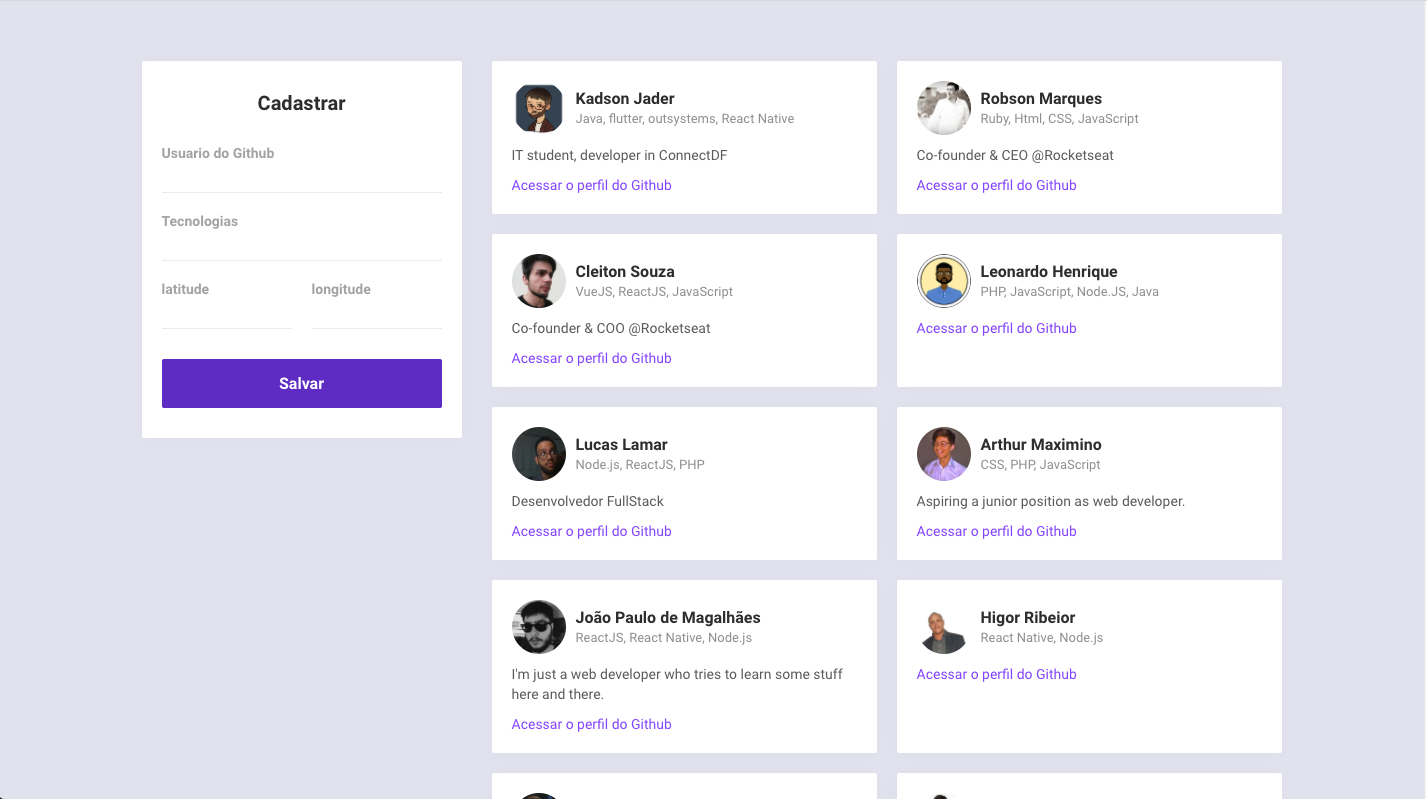 Cadastrar
Usuario do Github
Tecnologias
latitude
longitude
Salvar
Kadson Jader
Java, flutter, outsystems, React Native
IT student, developer in ConnectDF
Acessar o perfil do Github
Robson Marques
Ruby, Html, CSS, JavaScript
Co-founder & CEO @Rocketseat
Acessar o perfil do Github
Cleiton Souza
VueJS, ReactJS, JavaScript
Co-founder & COO @Rocketseat
Acessar o perfil do Github
Leonardo Henrique
PHP, JavaScript, Node.JS, Java
Acessar o perfil do Github
Lucas Lamar
Node.js, ReactJS, PHP
Desenvolvedor FullStack
Acessar o perfil do Github
Arthur Maximino
CSS, PHP, JavaScript
Aspiring a junior position as web developer.
Acessar o perfil do Github
João Paulo de Magalhães
ReactJS, React Native, Node.js
I'm just a web developer who tries to learn some stuff
here and there.
Acessar o perfil do Github
Higor Ribeior
React Native, Node.js
Acessar o perfil do Github